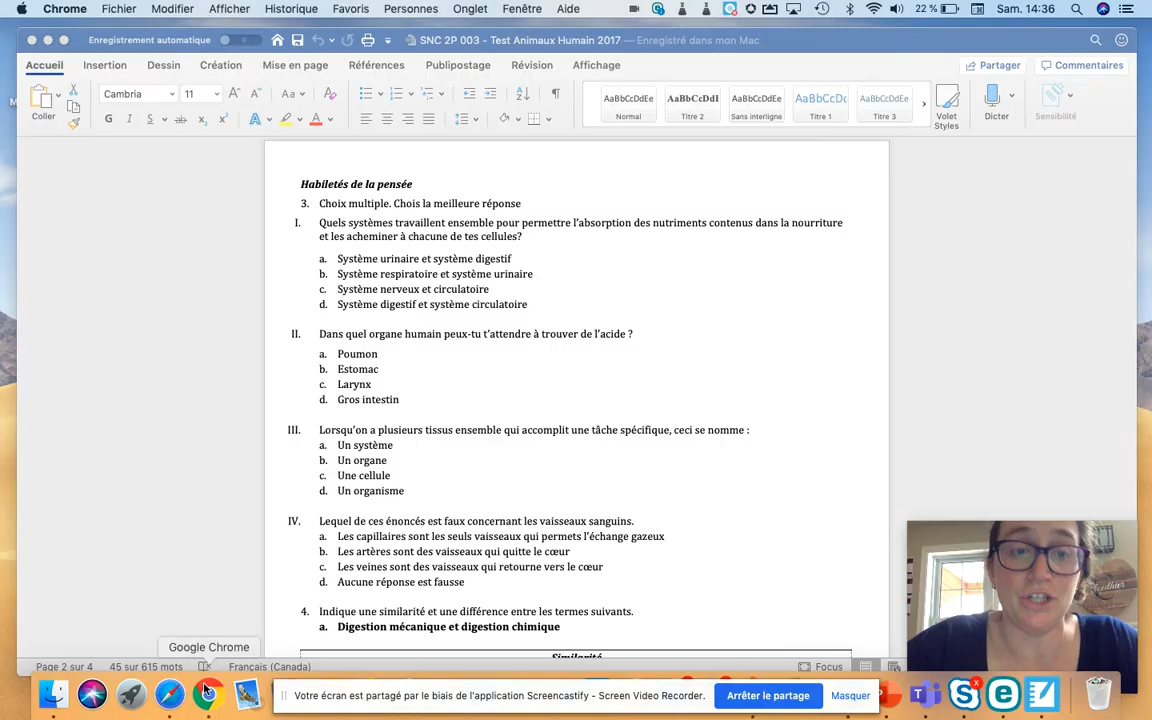 Chrome Fichier Modifier Afficher Historique Favoris Personnes Onglet Fenêtre Aide 22 % Sam. 14:36
Enregistrement automatique SNC 2P 003 - Test Animaux Humain 2017 — Enregistré dans mon Mac
Accueil Insertion Dessin Création Mise en page Références Publipostage Révision Affichage Partager Commentaires
Coller Cambria 11 AaBbCcDdEe AaBbCcDdI AaBbCcDdEe AaBbCcDc AaBbCcDdEe
G I S ab x₂ x² Normal Titre 2 Sans interligne Titre 1 Titre 3 Volet Styles Dicter Sensibilité
Habiletés de la pensée
3. Choix multiple. Chois la meilleure réponse
I. Quels systèmes travaillent ensemble pour permettre l'absorption des nutriments contenus dans la nourriture
et les acheminer à chacune de tes cellules?
a. Système urinaire et système digestif
b. Système respiratoire et système urinaire
c. Système nerveux et circulatoire
d. Système digestif et système circulatoire
II. Dans quel organe humain peux-tu t'attendre à trouver de l'acide ?
a. Poumon
b. Estomac
c. Larynx
d. Gros intestin
III. Lorsqu'on a plusieurs tissus ensemble qui accomplit une tâche spécifique, ceci se nomme :
a. Un système
b. Un organe
c. Une cellule
d. Un organisme
IV. Lequel de ces énoncés est faux concernant les vaisseaux sanguins.
a. Les capillaires sont les seuls vaisseaux qui permets l'échange gazeux
b. Les artères sont des vaisseaux qui quitte le cœur
c. Les veines sont des vaisseaux qui retourne vers le cœur
d. Aucune réponse est fausse
4. Indique une similarité et une différence entre les termes suivants.
a. Digestion mécanique et digestion chimique
Similarité
Google Chrome
Page 2 sur 4 45 sur 615 mots Français (Canada) Focus
Votre écran est partagé par le biais de l'application Screencastify - Screen Video Recorder. Arrêter le partage Masquer